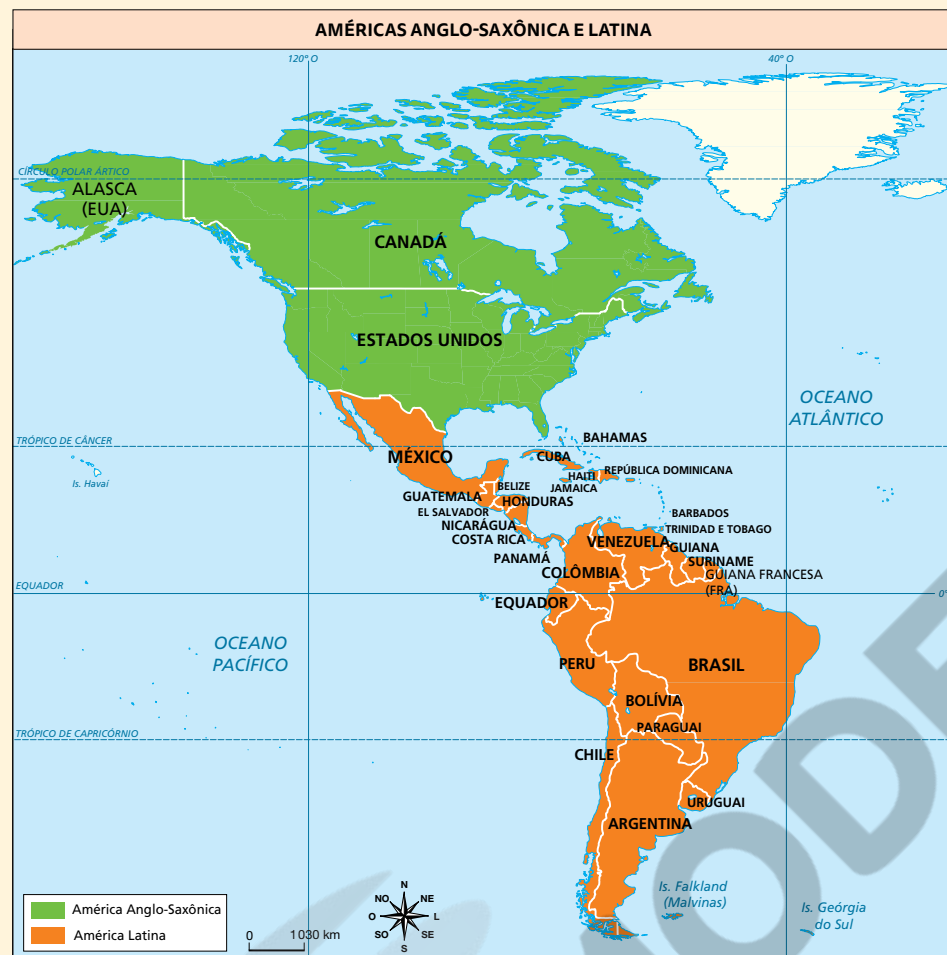 AMÉRICAS ANGLO-SAXÔNICA E LATINA
120° O
40° O
CÍRCULO POLAR ÁRTICO
ALASCA
(EUA)
CANADÁ
ESTADOS UNIDOS
OCEANO
ATLÂNTICO
TRÓPICO DE CÂNCER
BAHAMAS
MÉXICO
CUBA
HAITI
REPÚBLICA DOMINICANA
Is. Havaí
BELIZE
JAMAICA
GUATEMALA
HONDURAS
EL SALVADOR
BARBADOS
NICARÁGUA
TRINIDAD E TOBAGO
COSTA RICA
VENEZUELA
GUIANA
PANAMÁ
SURINAME
COLÔMBIA
GUIANA FRANCESA
(FRA)
EQUADOR
0°
EQUADOR
OCEANO
PACÍFICO
PERU
BRASIL
BOLÍVIA
PARAGUAI
TRÓPICO DE CAPRICÓRNIO
CHILE
URUGUAI
ARGENTINA
Is. Falkland
(Malvinas)
Is. Geórgia
do Sul
N
NO
NE
O
L
SO
SE
S
América Anglo-Saxônica
América Latina
0
1 030 km